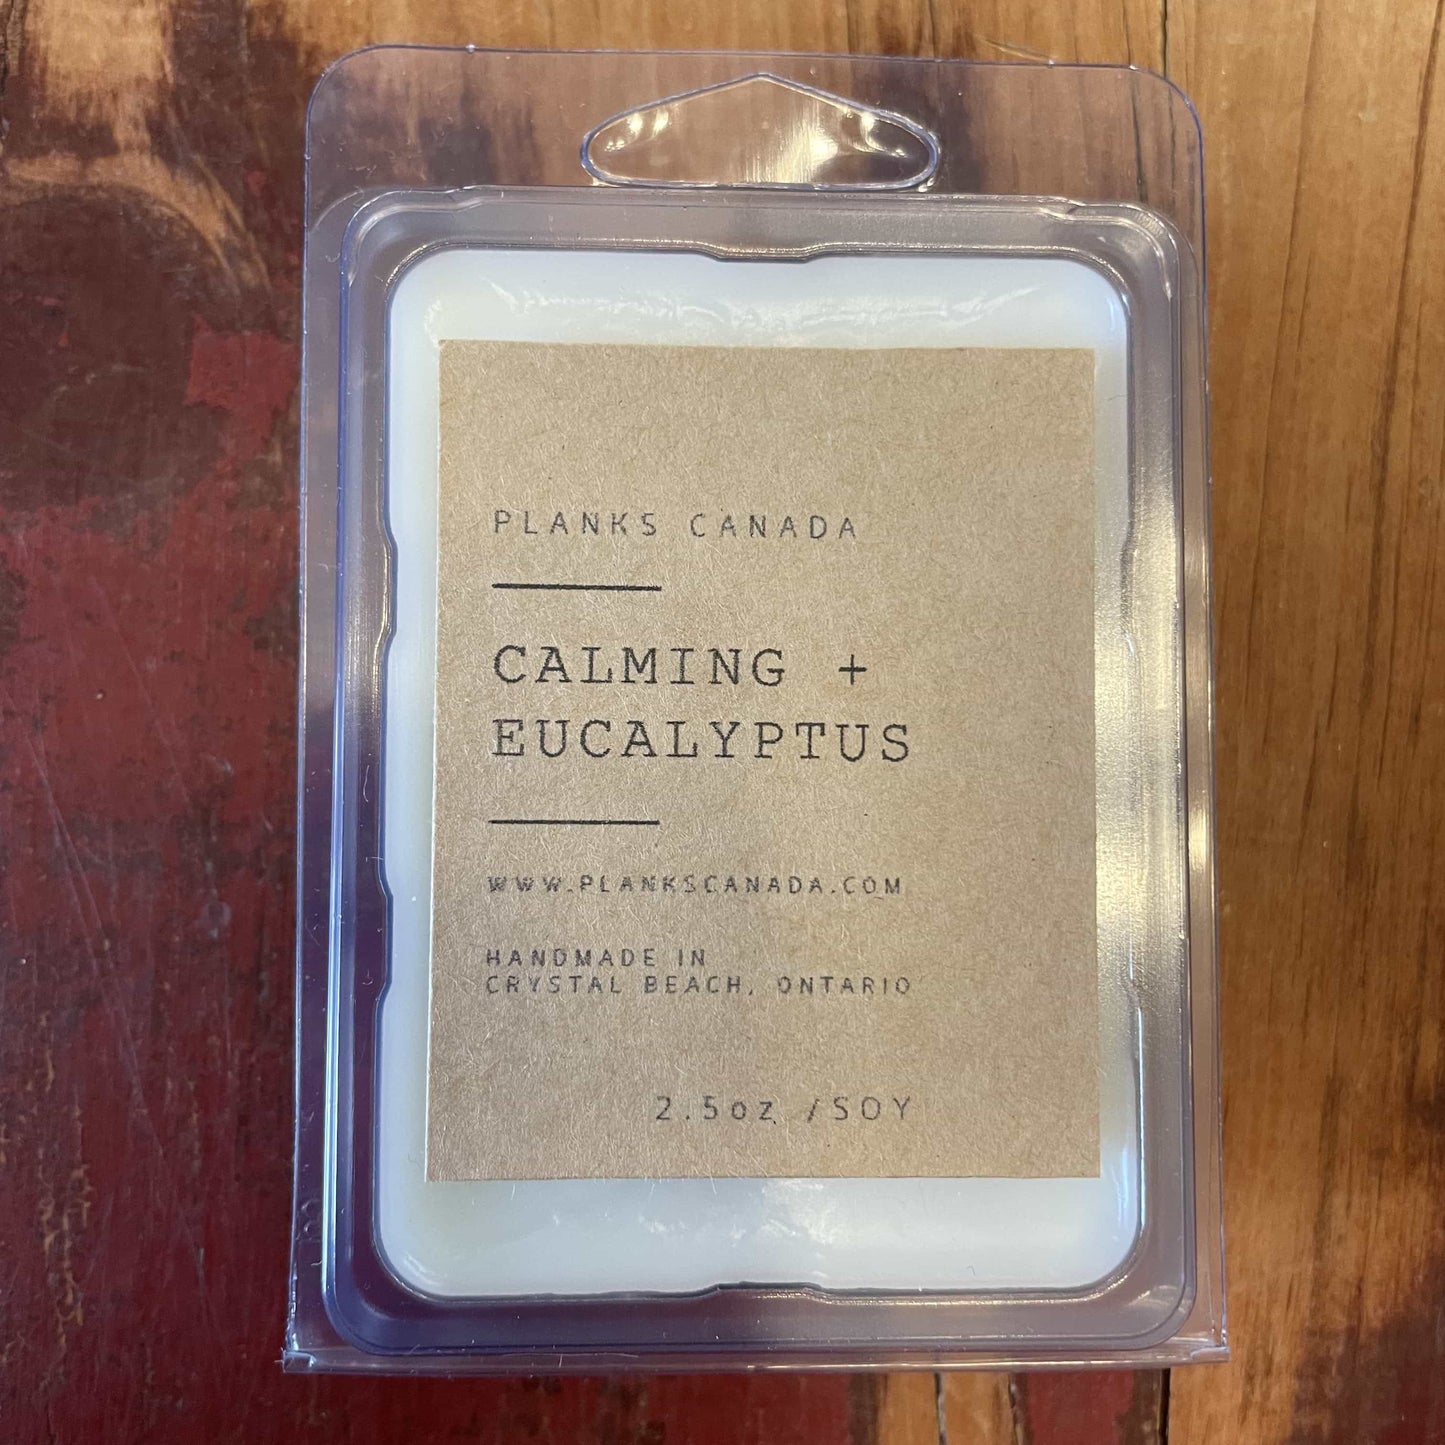 PLANKS CANADA
CALMING +
EUCALYPTUS
WWW.PLANKSCANADA.COM
HANDMADE IN
CRYSTAL BEACH, ONTARIO
2.5oz /SOY